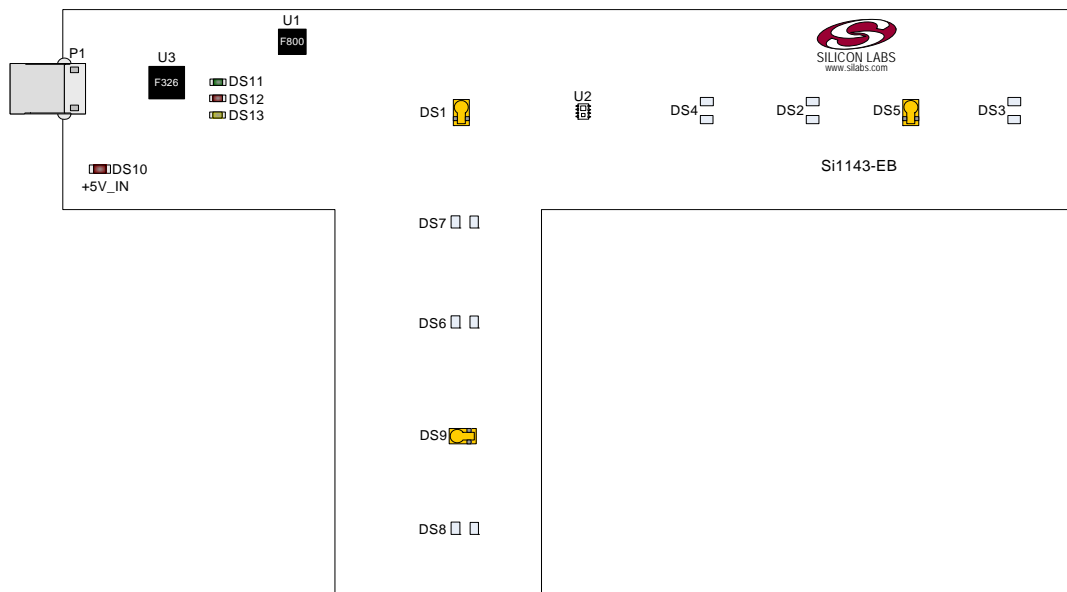 U1
F800
P1
U3
F326
DS11
DS12
DS13
SILICON LABS
www.silabs.com
DS1
U2
DS4
DS2
DS5
DS3
DS10
+5V_IN
Si1143-EB
DS7
DS6
DS9
DS8